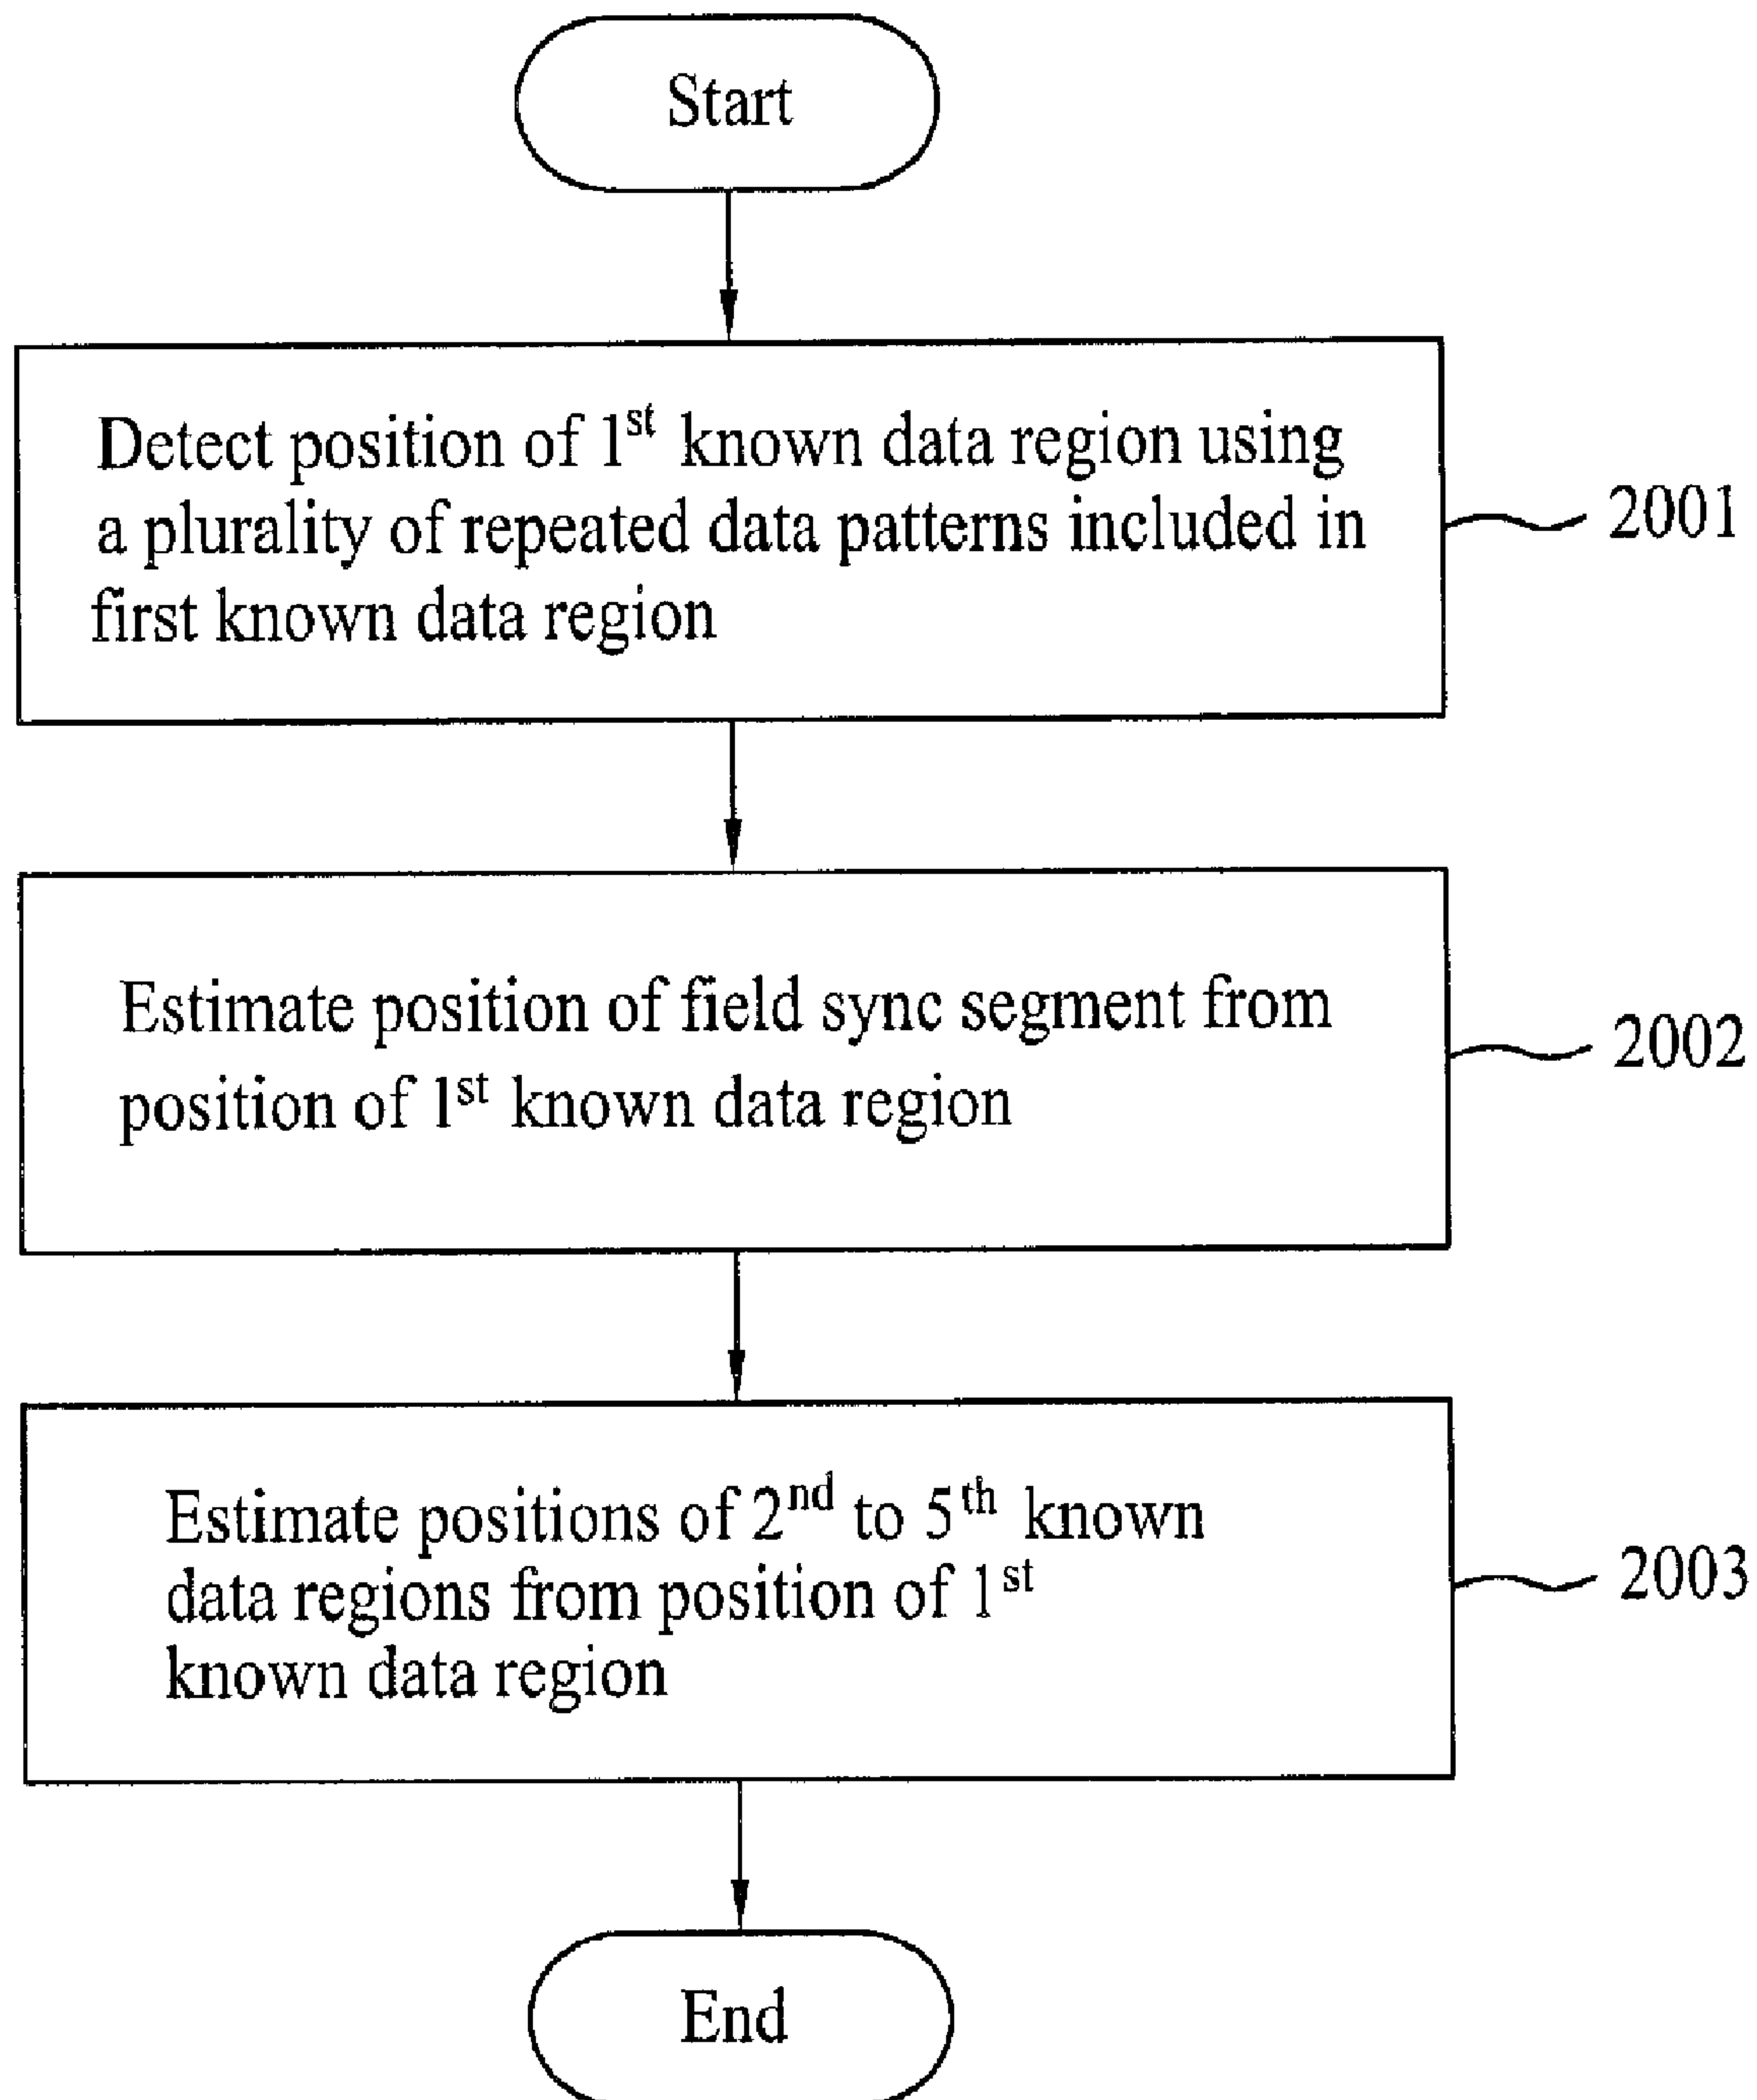 Start
Detect position of 1st known data region using
a plurality of repeated data patterns included in
first known data region
2001
Estimate position of field sync segment from
position of 1st known data region
2002
Estimate positions of 2nd to 5th known
data regions from position of 1st
known data region
2003
End